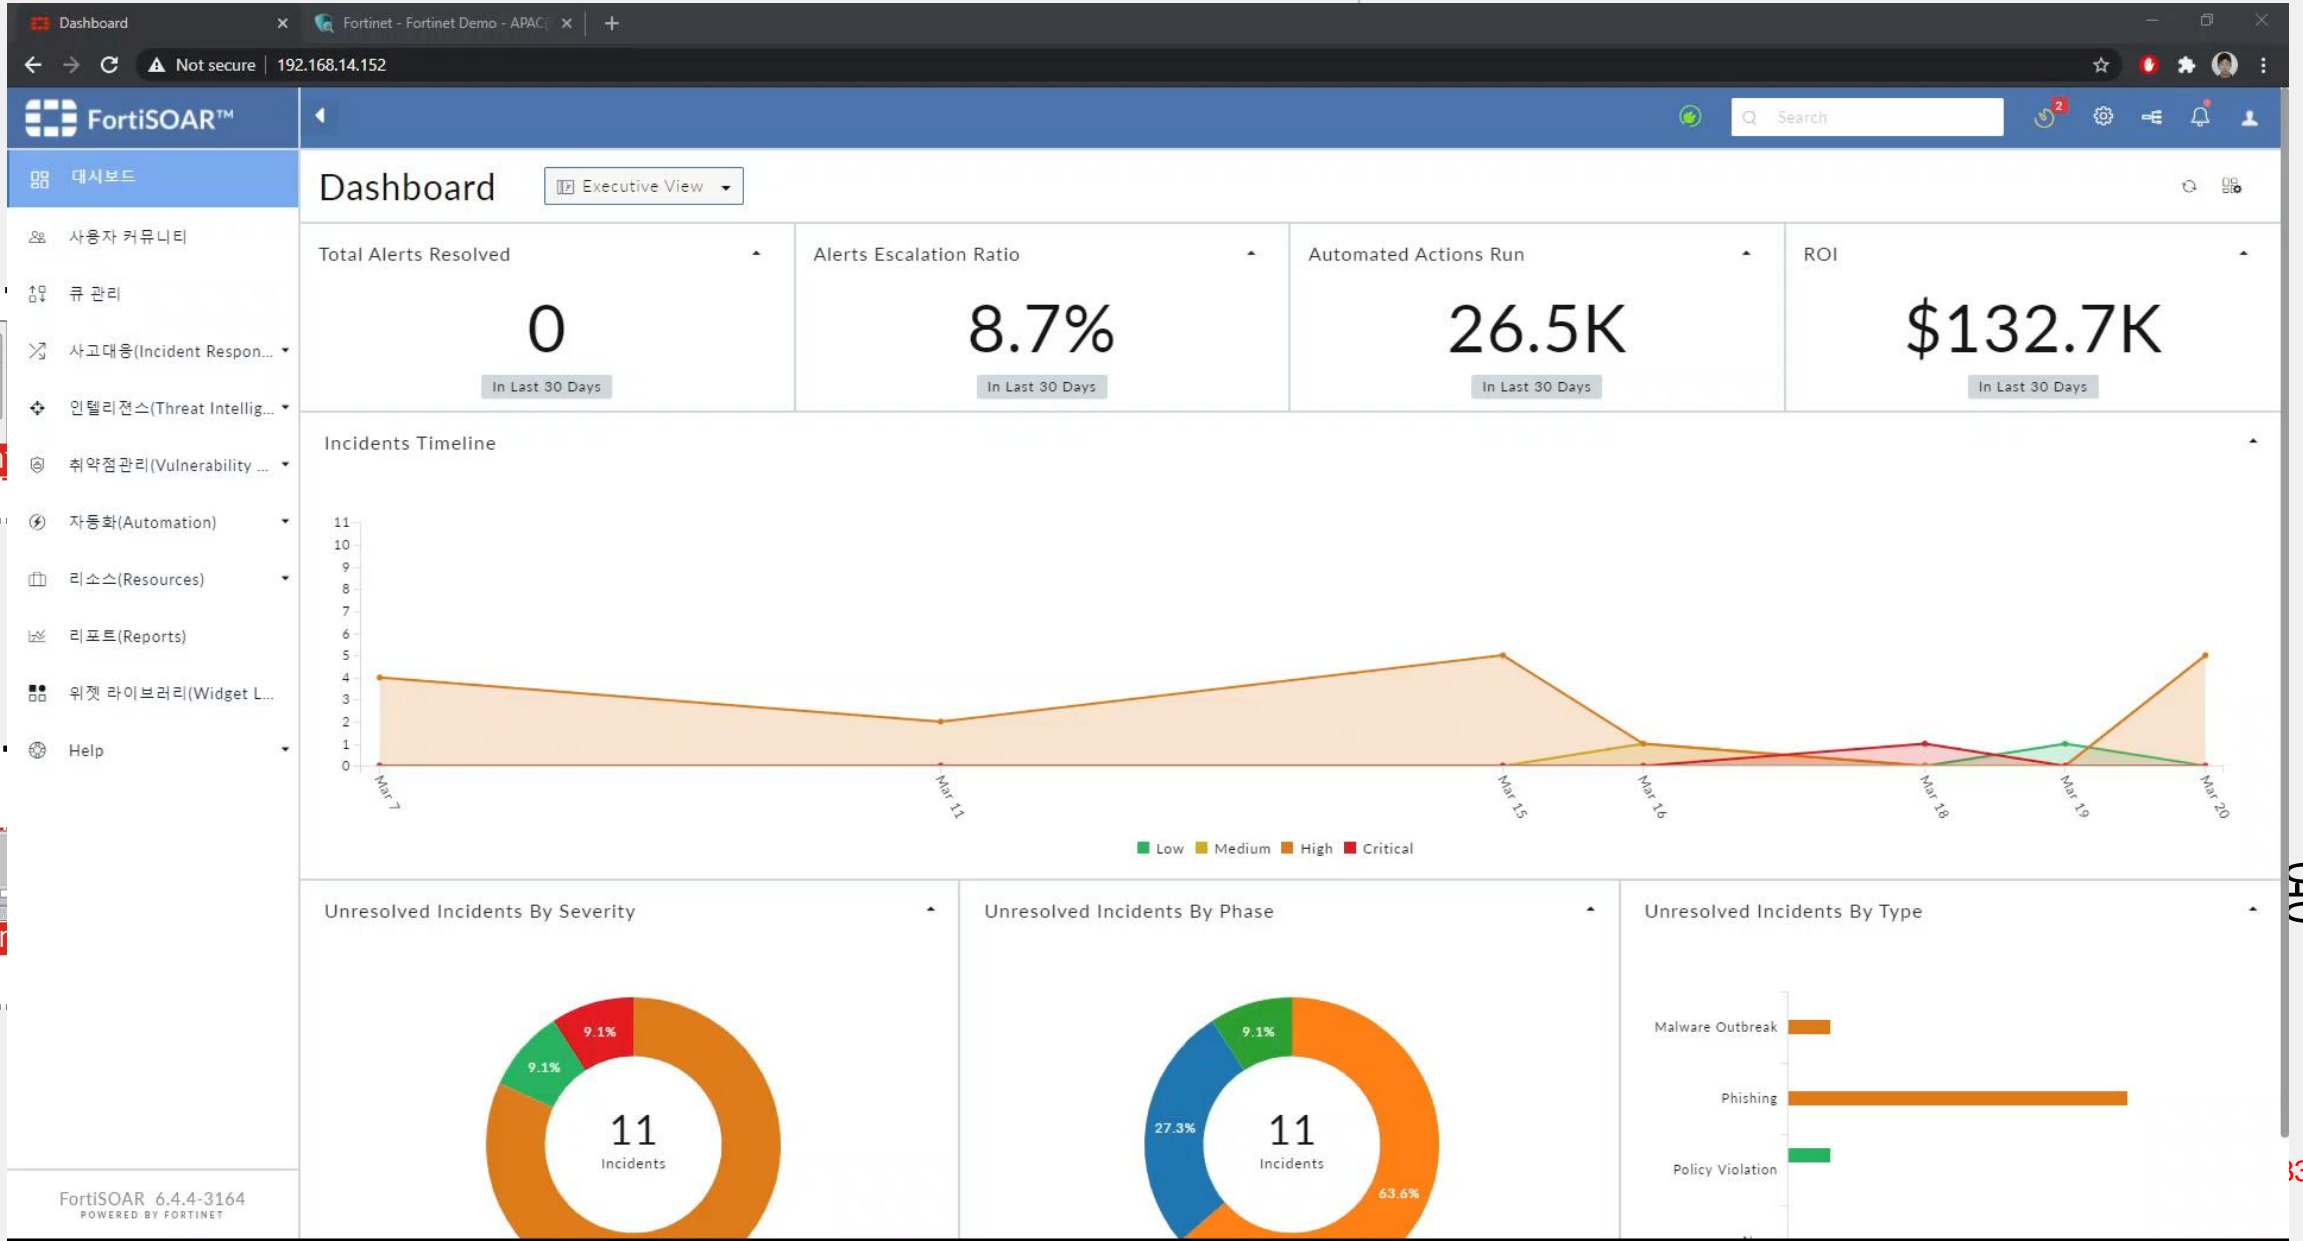 Dashboard
Fortinet - Fortinet Demo - APAC
Not secure
192.168.14.152
FortiSOAR™
Search
2
대시보드
사용자 커뮤니티
큐 관리
사고대응(Incident Respon...
인텔리젼스(Threat Intellig...
취약점관리(Vulnerability ...
자동화(Automation)
리소스(Resources)
리포트(Reports)
위젯 라이브러리(Widget L...
Help
FortiSOAR 6.4.4-3164
POWERED BY FORTINET
Dashboard
Executive View
Total Alerts Resolved
0
In Last 30 Days
Alerts Escalation Ratio
8.7%
In Last 30 Days
Automated Actions Run
26.5K
In Last 30 Days
ROI
$132.7K
In Last 30 Days
Incidents Timeline
11
10
9
8
7
6
5
4
3
2
1
0
Mar 7
Mar 11
Mar 15
Mar 16
Mar 18
Mar 19
Mar 20
Low Medium High Critical
Unresolved Incidents By Severity
9.1%
9.1%
11
Incidents
Unresolved Incidents By Phase
9.1%
27.3%
11
Incidents
63.6%
Unresolved Incidents By Type
Malware Outbreak
Phishing
Policy Violation